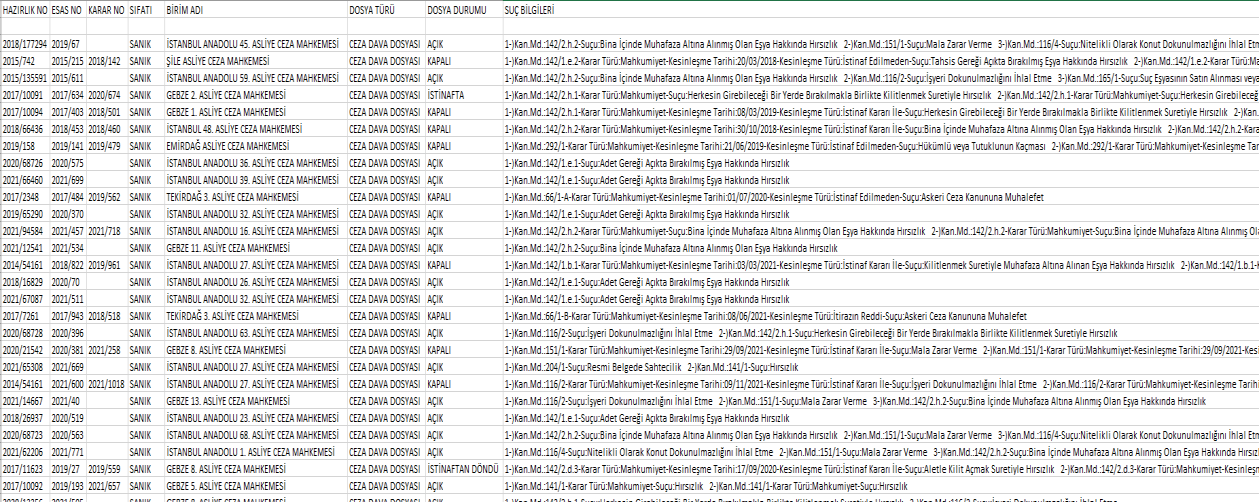 HAZIRLIK NO ESAS NO KARAR NO SIFATI BİRİM ADI DOSYA TÜRÜ DOSYA DURUMU SUÇ BİLGİLERİ
2018/177294 2019/67 SANIK İSTANBUL ANADOLU 45. ASLİYE CEZA MAHKEMESİ CEZA DAVA DOSYASI AÇIK 1-)Kan.Md.:142/2.h.2-Suçu:Bina İçinde Muhafaza Altına Alınmış Olan Eşya Hakkında Hırsızlık 2-)Kan.Md.:151/1-Suçu:Mala Zarar Verme 3-)Kan.Md.:116/4-Suçu:Nitelikli Olarak Konut Dokunulmazlığını İhlal Etm
2015/742 2015/215 2018/142 SANIK ŞİLE ASLİYE CEZA MAHKEMESİ CEZA DAVA DOSYASI KAPALI 1-)Kan.Md.:142/1.e.2-Karar Türü:Mahkumiyet-Kesinleşme Tarihi:20/03/2018-Kesinleşme Türü:İstinaf Edilmeden-Suçu:Tahsis Gereği Açıkta Bırakılmış Eşya Hakkında Hırsızlık 2-)Kan.Md.:142/1.e.2-Karar Türü:Ma
2015/135591 2015/611 SANIK İSTANBUL ANADOLU 59. ASLİYE CEZA MAHKEMESİ CEZA DAVA DOSYASI AÇIK 1-)Kan.Md.:142/2.h.2-Suçu:Bina İçinde Muhafaza Altına Alınmış Olan Eşya Hakkında Hırsızlık 2-)Kan.Md.:116/2-Suçu:İşyeri Dokunulmazlığını İhlal Etme 3-)Kan.Md.:165/1-Suçu:Suç Eşyasının Satın Alınması veya
2017/10091 2017/634 2020/674 SANIK GEBZE 2. ASLİYE CEZA MAHKEMESİ CEZA DAVA DOSYASI İSTİNAFTA 1-)Kan.Md.:142/2.h.1-Karar Türü:Mahkumiyet-Suçu:Herkesin Girebileceği Bir Yerde Bırakılmakla Birlikte Kilitlenmek Suretiyle Hırsızlık 2-)Kan.Md.:142/2.h.1-Karar Türü:Mahkumiyet-Suçu:Herkesin Girebileceğ
2017/10094 2017/403 2018/501 SANIK GEBZE 1. ASLİYE CEZA MAHKEMESİ CEZA DAVA DOSYASI KAPALI 1-)Kan.Md.:142/2.h.1-Karar Türü:Mahkumiyet-Kesinleşme Tarihi:08/03/2019-Kesinleşme Türü:İstinaf Kararı İle-Suçu:Herkesin Girebileceği Bir Yerde Bırakılmakla Birlikte Kilitlenmek Suretiyle Hırsızlık 2-)Kan.
2018/66436 2018/453 2018/460 SANIK İSTANBUL 48. ASLİYE CEZA MAHKEMESİ CEZA DAVA DOSYASI KAPALI 1-)Kan.Md.:142/2.h.2-Karar Türü:Mahkumiyet-Kesinleşme Tarihi:30/10/2018-Kesinleşme Türü:İstinaf Kararı İle-Suçu:Bina İçinde Muhafaza Altına Alınmış Olan Eşya Hakkında Hırsızlık 2-)Kan.Md.:142/2.h.2-Kara
2019/158 2019/141 2019/479 SANIK EMİRDAĞ ASLİYE CEZA MAHKEMESİ CEZA DAVA DOSYASI KAPALI 1-)Kan.Md.:292/1-Karar Türü:Mahkumiyet-Kesinleşme Tarihi:21/06/2019-Kesinleşme Türü:İstinaf Edilmeden-Suçu:Hükümlü veya Tutuklunun Kaçması 2-)Kan.Md.:292/1-Karar Türü:Mahkumiyet-Kesinleşme Tar
2020/68726 2020/575 SANIK İSTANBUL ANADOLU 36. ASLİYE CEZA MAHKEMESİ CEZA DAVA DOSYASI AÇIK 1-)Kan.Md.:142/1.e.1-Suçu:Adet Gereği Açıkta Bırakılmış Eşya Hakkında Hırsızlık
2021/66460 2021/699 SANIK İSTANBUL ANADOLU 39. ASLİYE CEZA MAHKEMESİ CEZA DAVA DOSYASI AÇIK 1-)Kan.Md.:142/1.e.1-Suçu:Adet Gereği Açıkta Bırakılmış Eşya Hakkında Hırsızlık
2017/2348 2017/484 2019/562 SANIK TEKİRDAĞ 3. ASLİYE CEZA MAHKEMESİ CEZA DAVA DOSYASI KAPALI 1-)Kan.Md.:66/1-A-Karar Türü:Mahkumiyet-Kesinleşme Tarihi:01/07/2020-Kesinleşme Türü:İstinaf Edilmeden-Suçu:Askeri Ceza Kanununa Muhalefet
2019/65290 2020/370 SANIK İSTANBUL ANADOLU 32. ASLİYE CEZA MAHKEMESİ CEZA DAVA DOSYASI AÇIK 1-)Kan.Md.:142/1.e.1-Suçu:Adet Gereği Açıkta Bırakılmış Eşya Hakkında Hırsızlık
2021/94584 2021/457 2021/718 SANIK İSTANBUL ANADOLU 16. ASLİYE CEZA MAHKEMESİ CEZA DAVA DOSYASI KAPALI 1-)Kan.Md.:142/2.h.2-Karar Türü:Mahkumiyet-Suçu:Bina İçinde Muhafaza Altına Alınmış Olan Eşya Hakkında Hırsızlık 2-)Kan.Md.:142/2.h.2-Karar Türü:Mahkumiyet-Suçu:Bina İçinde Muhafaza Altına Alınmış Ola
2021/12541 2021/534 SANIK GEBZE 11. ASLİYE CEZA MAHKEMESİ CEZA DAVA DOSYASI AÇIK 1-)Kan.Md.:142/2.h.2-Suçu:Bina İçinde Muhafaza Altına Alınmış Olan Eşya Hakkında Hırsızlık
2014/54161 2018/822 2019/961 SANIK İSTANBUL ANADOLU 27. ASLİYE CEZA MAHKEMESİ CEZA DAVA DOSYASI KAPALI 1-)Kan.Md.:142/1.b.1-Karar Türü:Mahkumiyet-Kesinleşme Tarihi:03/03/2021-Kesinleşme Türü:İstinaf Kararı İle-Suçu:Kilitlenmek Suretiyle Muhafaza Altına Alınan Eşya Hakkında Hırsızlık 2-)Kan.Md.:142/1.b.1-K
2018/16829 2020/70 SANIK İSTANBUL ANADOLU 26. ASLİYE CEZA MAHKEMESİ CEZA DAVA DOSYASI AÇIK 1-)Kan.Md.:142/1.e.1-Suçu:Adet Gereği Açıkta Bırakılmış Eşya Hakkında Hırsızlık
2021/67087 2021/511 SANIK İSTANBUL ANADOLU 32. ASLİYE CEZA MAHKEMESİ CEZA DAVA DOSYASI AÇIK 1-)Kan.Md.:142/1.e.1-Suçu:Adet Gereği Açıkta Bırakılmış Eşya Hakkında Hırsızlık
2017/7261 2017/943 2018/518 SANIK TEKİRDAĞ 3. ASLİYE CEZA MAHKEMESİ CEZA DAVA DOSYASI KAPALI 1-)Kan.Md.:66/1-B-Karar Türü:Mahkumiyet-Kesinleşme Tarihi:08/06/2021-Kesinleşme Türü:İtirazın Reddi-Suçu:Askeri Ceza Kanununa Muhalefet
2020/68728 2020/396 SANIK İSTANBUL ANADOLU 63. ASLİYE CEZA MAHKEMESİ CEZA DAVA DOSYASI AÇIK 1-)Kan.Md.:116/2-Suçu:İşyeri Dokunulmazlığını İhlal Etme 2-)Kan.Md.:142/2.h.1-Suçu:Herkesin Girebileceği Bir Yerde Bırakılmakla Birlikte Kilitlenmek Suretiyle Hırsızlık
2020/21542 2020/381 2021/258 SANIK GEBZE 8. ASLİYE CEZA MAHKEMESİ CEZA DAVA DOSYASI KAPALI 1-)Kan.Md.:151/1-Karar Türü:Mahkumiyet-Kesinleşme Tarihi:29/09/2021-Kesinleşme Türü:İstinaf Kararı İle-Suçu:Mala Zarar Verme 2-)Kan.Md.:151/1-Karar Türü:Mahkumiyet-Kesinleşme Tarihi:29/09/2021-Kesin
2021/65308 2021/669 SANIK İSTANBUL ANADOLU 27. ASLİYE CEZA MAHKEMESİ CEZA DAVA DOSYASI AÇIK 1-)Kan.Md.:204/1-Suçu:Resmi Belgede Sahtecilik 2-)Kan.Md.:141/1-Suçu:Hırsızlık
2014/54161 2021/600 2021/1018 SANIK İSTANBUL ANADOLU 27. ASLİYE CEZA MAHKEMESİ CEZA DAVA DOSYASI KAPALI 1-)Kan.Md.:116/2-Karar Türü:Mahkumiyet-Kesinleşme Tarihi:09/11/2021-Kesinleşme Türü:İstinaf Kararı İle-Suçu:İşyeri Dokunulmazlığını İhlal Etme 2-)Kan.Md.:116/2-Karar Türü:Mahkumiyet-Kesinleşme Tarihi
2021/14667 2021/40 SANIK GEBZE 13. ASLİYE CEZA MAHKEMESİ CEZA DAVA DOSYASI AÇIK 1-)Kan.Md.:116/2-Suçu:İşyeri Dokunulmazlığını İhlal Etme 2-)Kan.Md.:151/1-Suçu:Mala Zarar Verme 3-)Kan.Md.:142/2.h.2-Suçu:Bina İçinde Muhafaza Altına Alınmış Olan Eşya Hakkında Hırsızlık
2018/26937 2020/519 SANIK İSTANBUL ANADOLU 23. ASLİYE CEZA MAHKEMESİ CEZA DAVA DOSYASI AÇIK 1-)Kan.Md.:142/1.e.1-Suçu:Adet Gereği Açıkta Bırakılmış Eşya Hakkında Hırsızlık
2020/68723 2020/563 SANIK İSTANBUL ANADOLU 68. ASLİYE CEZA MAHKEMESİ CEZA DAVA DOSYASI AÇIK 1-)Kan.Md.:142/2.h.2-Suçu:Bina İçinde Muhafaza Altına Alınmış Olan Eşya Hakkında Hırsızlık 2-)Kan.Md.:151/1-Suçu:Mala Zarar Verme 3-)Kan.Md.:116/4-Suçu:Nitelikli Olarak Konut Dokunulmazlığını İhlal Etm
2021/62206 2021/771 SANIK İSTANBUL ANADOLU 1. ASLİYE CEZA MAHKEMESİ CEZA DAVA DOSYASI AÇIK 1-)Kan.Md.:116/4-Suçu:Nitelikli Olarak Konut Dokunulmazlığını İhlal Etme 2-)Kan.Md.:151/1-Suçu:Mala Zarar Verme 3-)Kan.Md.:142/2.h.2-Suçu:Bina İçinde Muhafaza Altına Alınmış Olan Eşya Hakkında Hırsızlı
2017/11623 2019/27 2019/559 SANIK GEBZE 8. ASLİYE CEZA MAHKEMESİ CEZA DAVA DOSYASI İSTİNAFTAN DÖNDÜ 1-)Kan.Md.:142/2.d.3-Karar Türü:Mahkumiyet-Kesinleşme Tarihi:17/09/2020-Kesinleşme Türü:İstinaf Kararı İle-Suçu:Aletle Kilit Açmak Suretiyle Hırsızlık 2-)Kan.Md.:142/2.d.3-Karar Türü:Mahkumiyet-Kesinleşm
2017/10092 2019/193 2021/657 SANIK GEBZE 5. ASLİYE CEZA MAHKEMESİ CEZA DAVA DOSYASI AÇIK 1-)Kan.Md.:141/1-Karar Türü:Mahkumiyet-Suçu:Hırsızlık 2-)Kan.Md.:141/1-Karar Türü:Mahkumiyet-Suçu:Hırsızlık